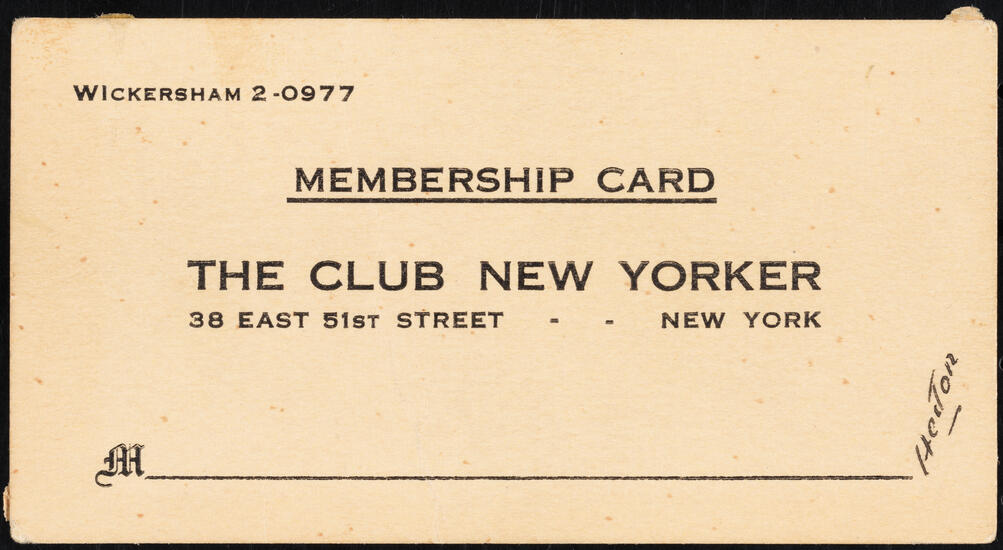 WICKERSHAM 2-0977
MEMBERSHIP CARD
THE CLUB NEW YORKER
38 EAST 51ST STREET - - NEW YORK
M